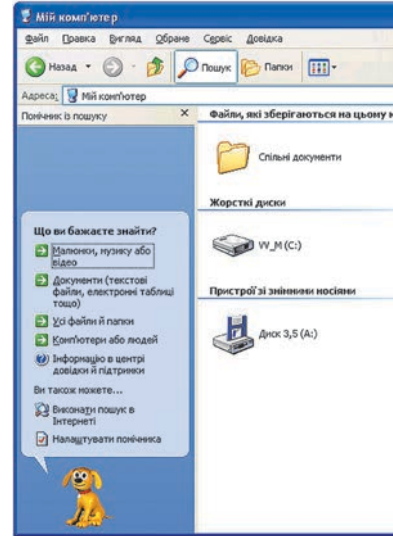 Мій комп'ютер
Файл Правка Вигляд Обране Сервіс Довідка
Назад Пошук Папки
Адреса: Мій комп'ютер
Помічник із пошуку
Файли, які зберігаються на цьому
Спільні документи
Жорсткі диски
VV_M (C:)
Пристрої зі змінними носіями
Диск 3,5 (A:)
Що ви бажаєте знайти?
Малюнки, музику або
відео
Документи (текстові
файли, електронні таблиці
тощо)
Усі файли й папки
Комп'ютери або людей
Інформацію в центрі
довідки й підтримки
Ви також можете...
Виконати пошук в
Інтернеті
Налаштувати помічника